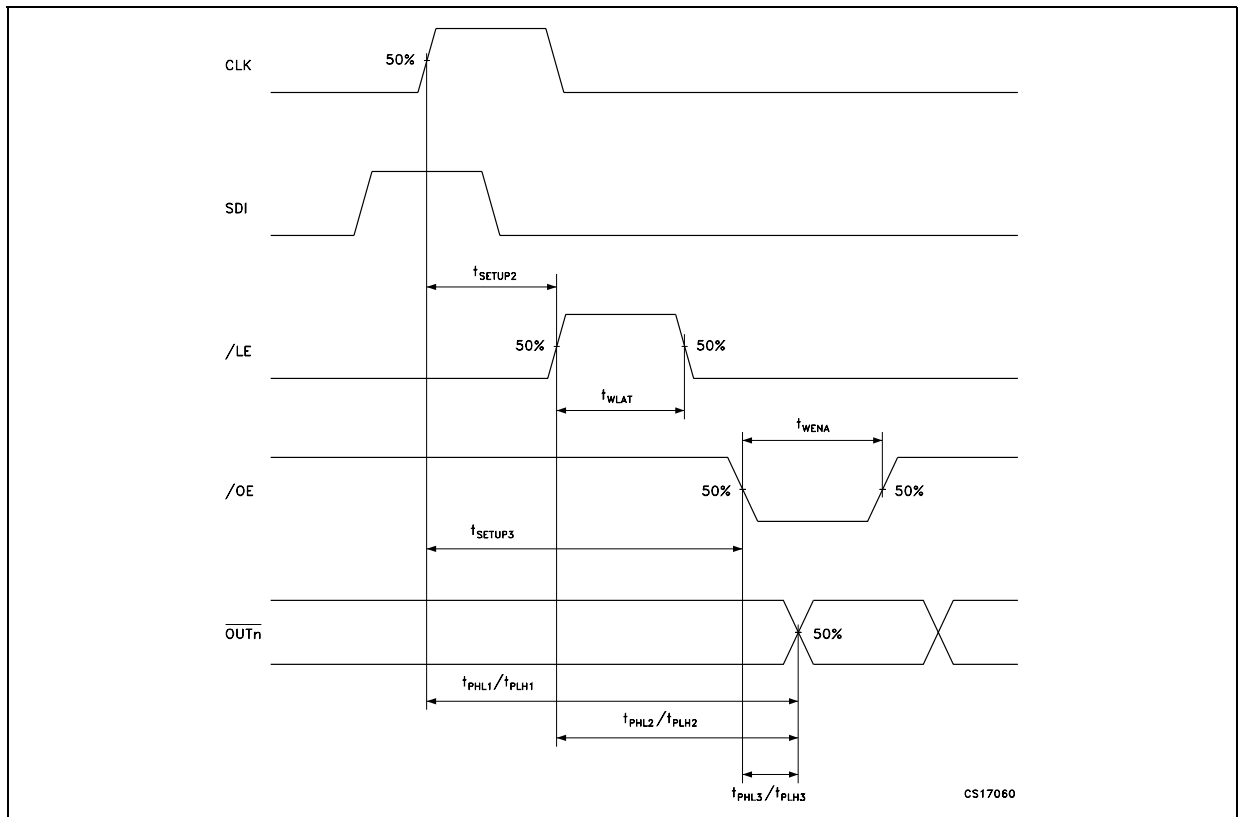 CLK
50%
SDI
tSETUP2
/LE
50%
50%
tWLAT
tWENA
/OE
50%
50%
tSETUP3
OUTn
50%
tPHL1/tPLH1
tPHL2/tPLH2
tPHL3/tPLH3
CS17060